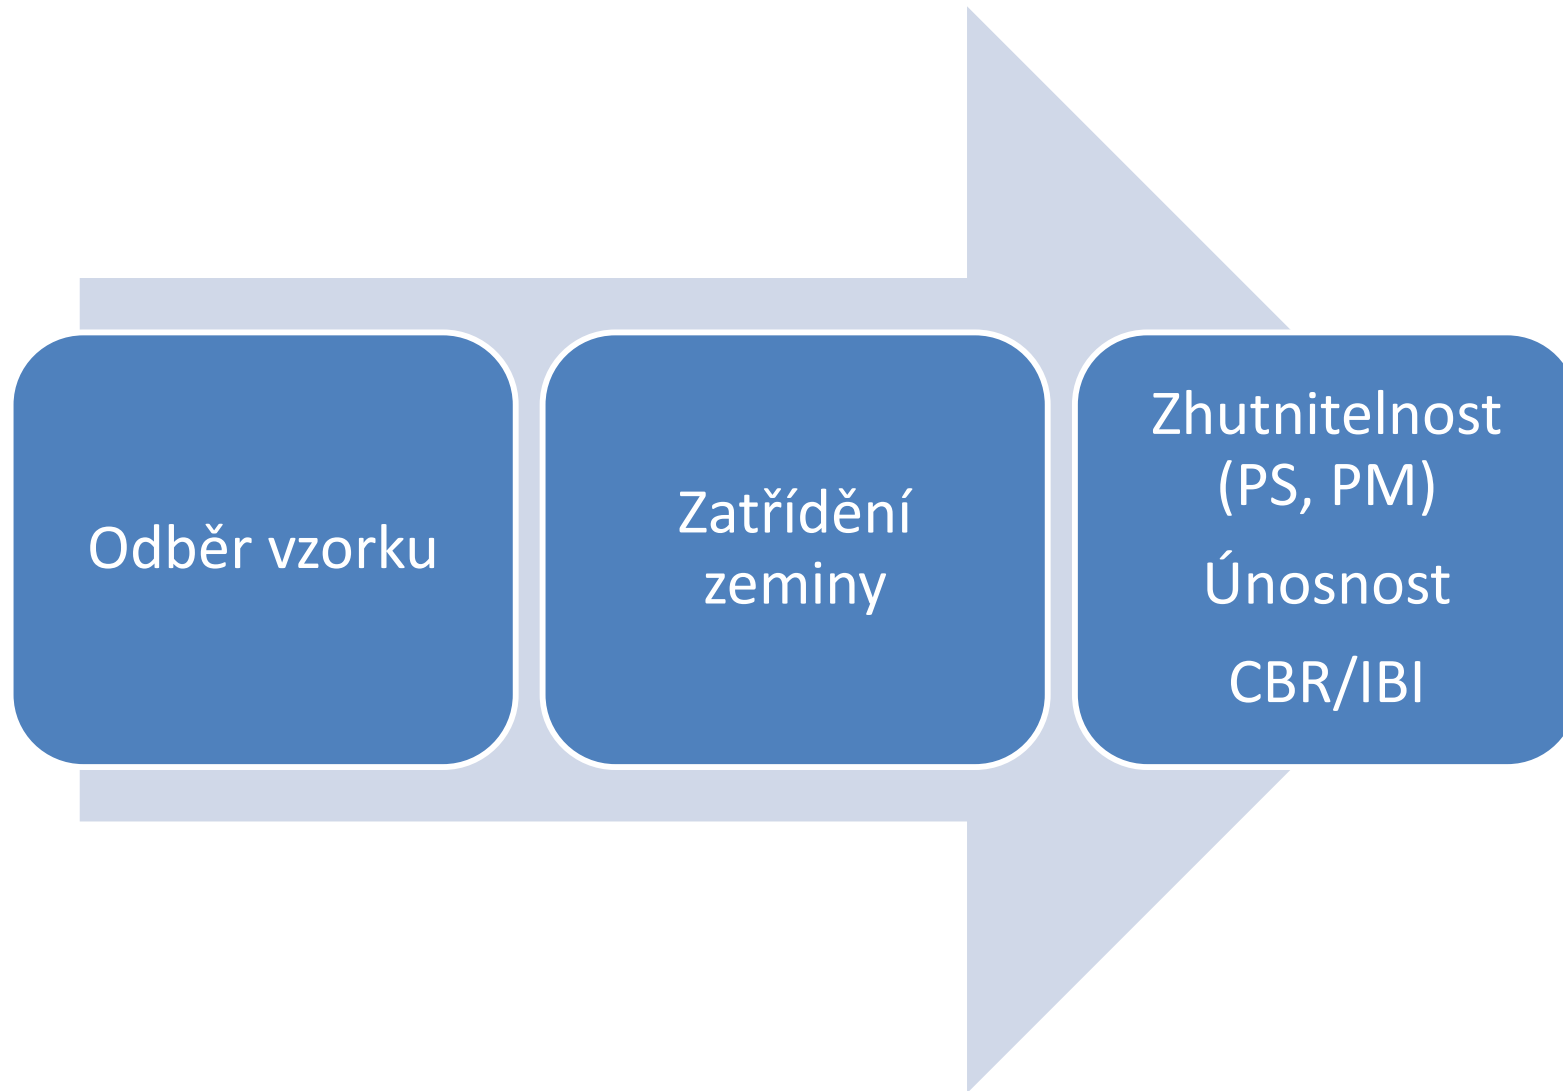 Odběr vzorku
Zatřídění
zeminy
Zhutnitelnost
(PS, PM)
Únosnost
CBR/IBI